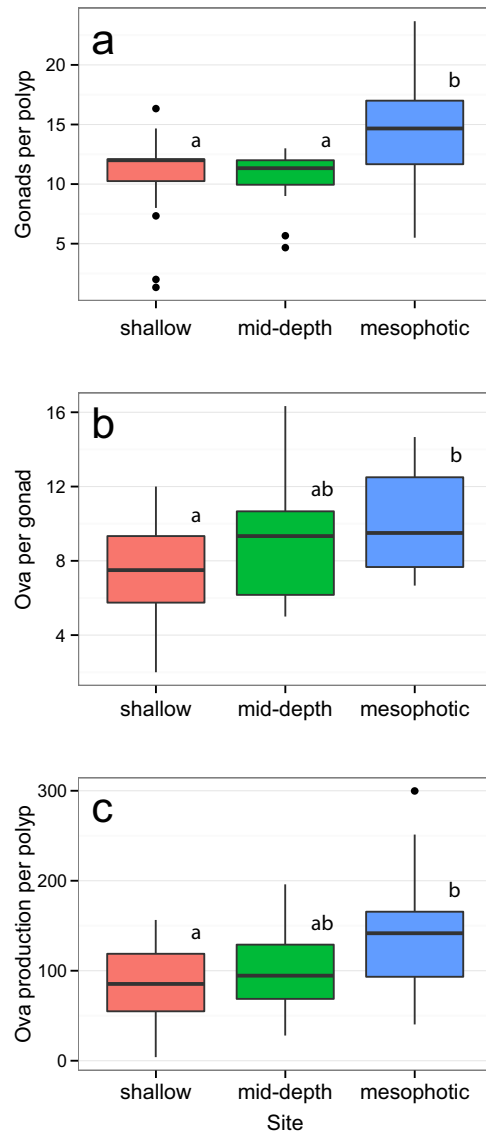 a
Gonads per polyp
20
15
10
5
a
a
b
shallow
mid-depth
mesophotic
b
Ova per gonad
16
12
8
4
a
ab
b
shallow
mid-depth
mesophotic
c
Ova production per polyp
300
200
100
0
a
ab
b
shallow
mid-depth
mesophotic
Site